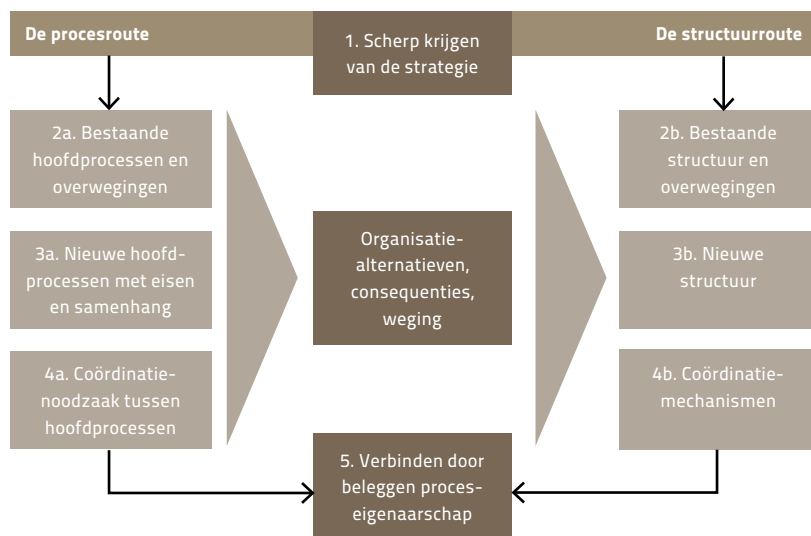 De procesroute
1. Scherp krijgen
van de strategie
De structuurroute
2a. Bestaande
hoofdprocessen en
overwegingen
2b. Bestaande
structuur en
overwegingen
3a. Nieuwe hoofd-
processen met eisen
en samenhang
Organisatie-
alternatieven,
consequenties,
weging
3b. Nieuwe
structuur
4a. Coördinatie-
noodzaak tussen
hoofdprocessen
4b. Coördinatie-
mechanismen
5. Verbinden door
beleggen proces-
eigenaarschap